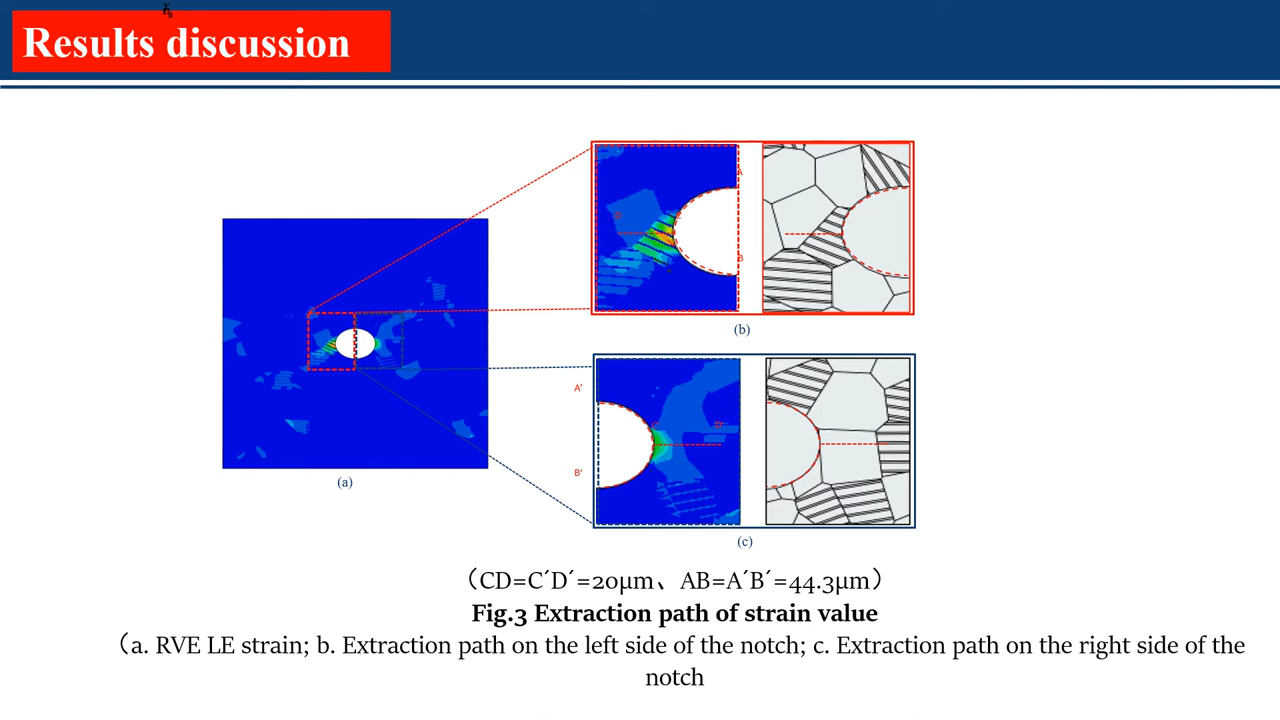 Results discussion
A
D
B
(b)
A'
C'
D'
B'
(a)
(c)
（CD=C´D´=20μm、AB=A´B´=44.3μm）
Fig.3 Extraction path of strain value
（a. RVE LE strain; b. Extraction path on the left side of the notch; c. Extraction path on the right side of the
notch